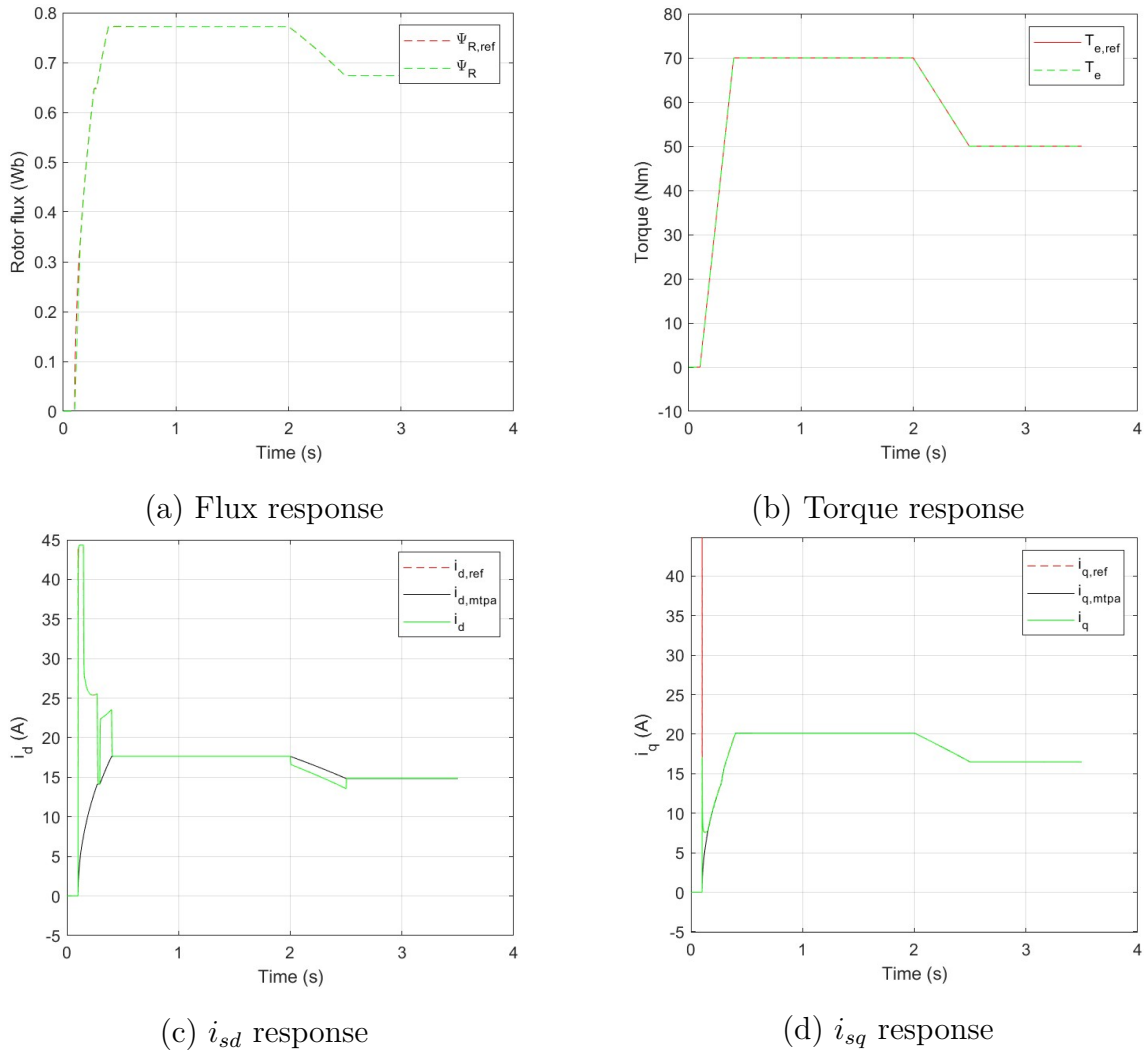 0.8
0.7
0.6
0.5
0.4
0.3
0.2
0.1
0
Rotor flux (Wb)
Ψ_R,ref
Ψ_R
0 1 2 3 4
Time (s)
(a) Flux response
80
70
60
50
40
30
20
10
0
-10
Torque (Nm)
T_e,ref
T_e
0 1 2 3 4
Time (s)
(b) Torque response
45
40
35
30
25
20
15
10
5
0
-5
i_d (A)
i_d,ref
i_d,mtpa
i_d
0 1 2 3 4
Time (s)
(c) i_sd response
40
35
30
25
20
15
10
5
0
-5
i_q (A)
i_q,ref
i_q,mtpa
i_q
0 1 2 3 4
Time (s)
(d) i_sq response